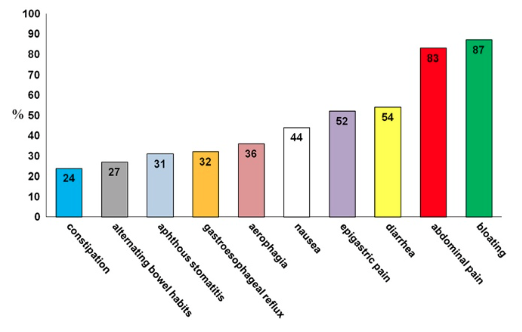 100
90
80
70
60
50
40
30
20
10
0
%
24
27
31
32
36
44
52
54
83
87
constipation
alternating bowel habits
aphthous stomatitis
gastroesophageal reflux
aerophagia
nausea
epigastric pain
diarrhea
abdominal pain
bloating